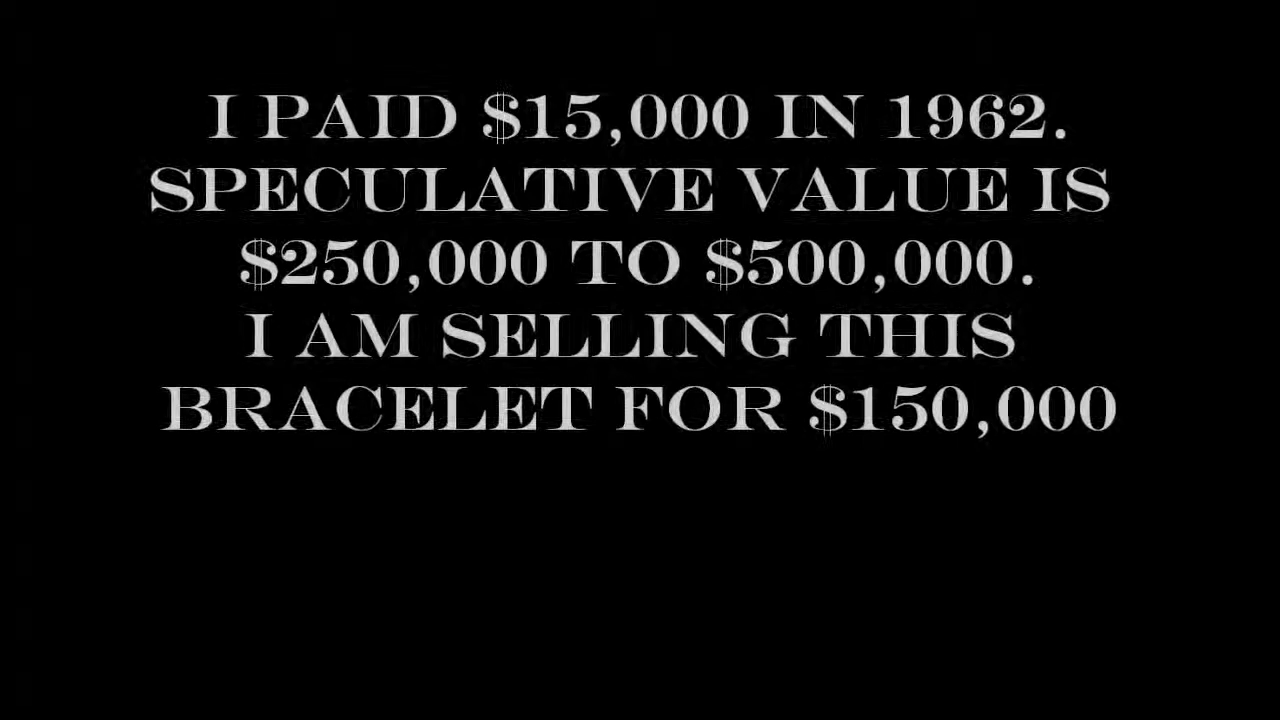 I PAID $15,000 IN 1962.
SPECULATIVE VALUE IS
$250,000 TO $500,000.
I AM SELLING THIS
BRACELET FOR $150,000